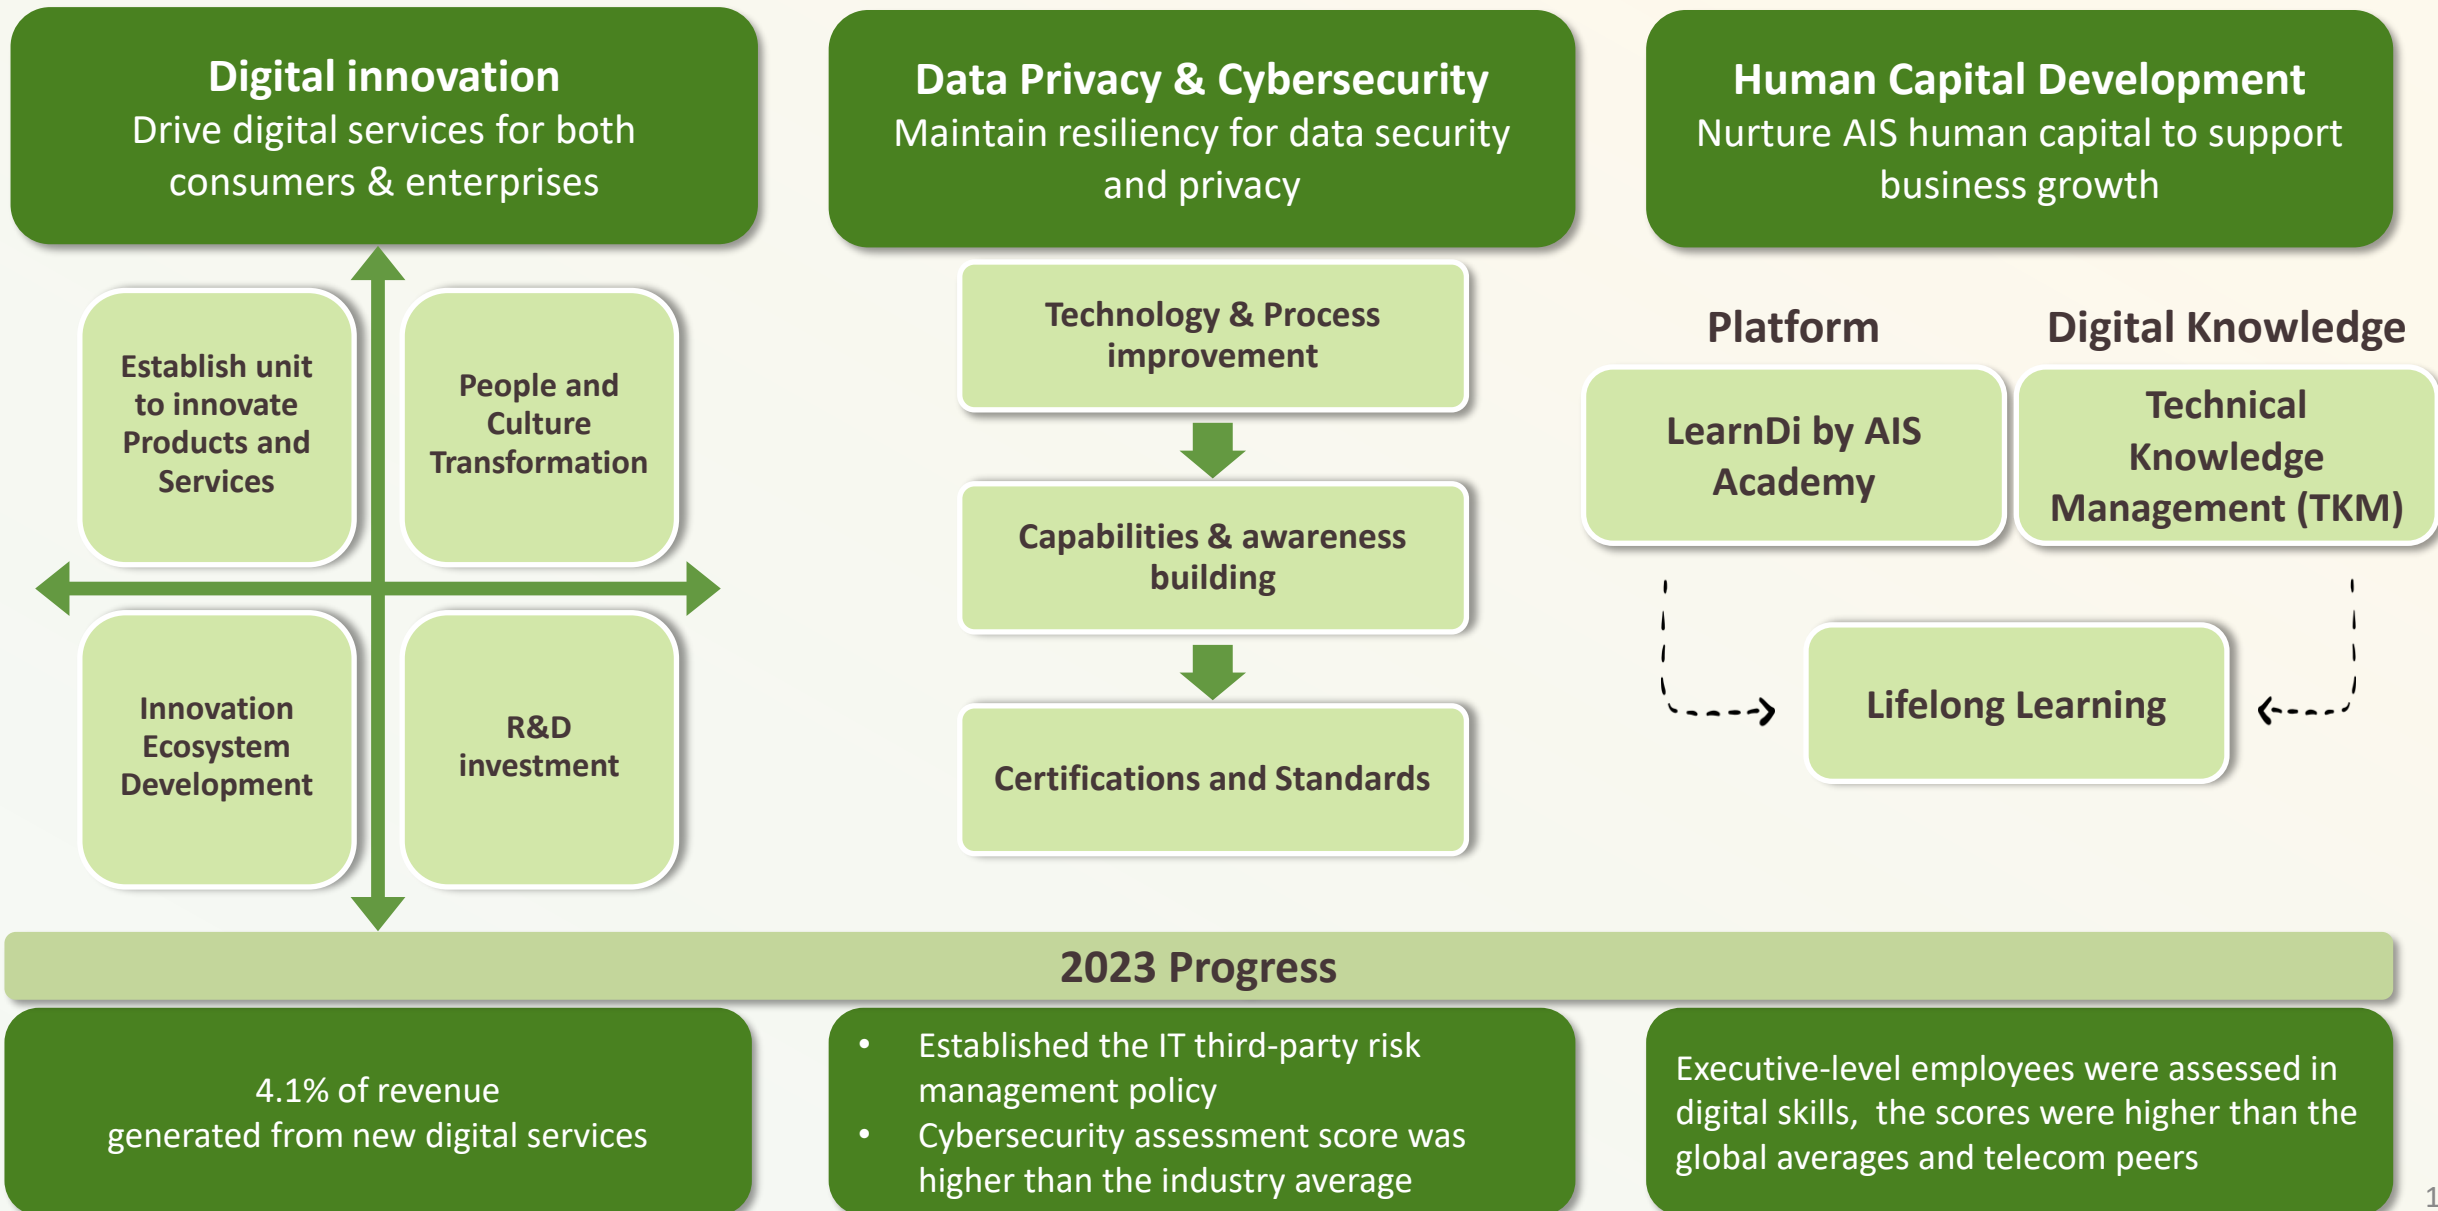 Digital innovation
Drive digital services for both
consumers & enterprises
Data Privacy & Cybersecurity
Maintain resiliency for data security
and privacy
Human Capital Development
Nurture AIS human capital to support
business growth
Establish unit
to innovate
Products and
Services
People and
Culture
Transformation
Innovation
Ecosystem
Development
R&D
investment
Technology & Process
improvement
Capabilities & awareness
building
Certifications and Standards
Platform
Digital Knowledge
LearnDi by AIS
Academy
Technical
Knowledge
Management (TKM)
Lifelong Learning
2023 Progress
4.1% of revenue
generated from new digital services
• Established the IT third-party risk
management policy
• Cybersecurity assessment score was
higher than the industry average
Executive-level employees were assessed in
digital skills,  the scores were higher than the
global averages and telecom peers
1